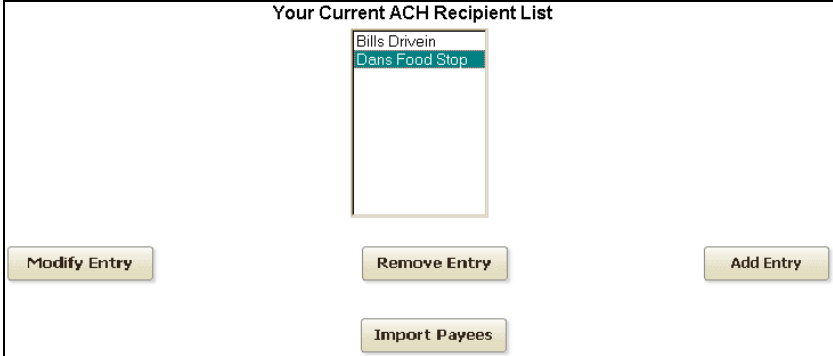 Your Current ACH Recipient List
Bills Drivein
Dans Food Stop
Modify Entry
Remove Entry
Add Entry
Import Payees